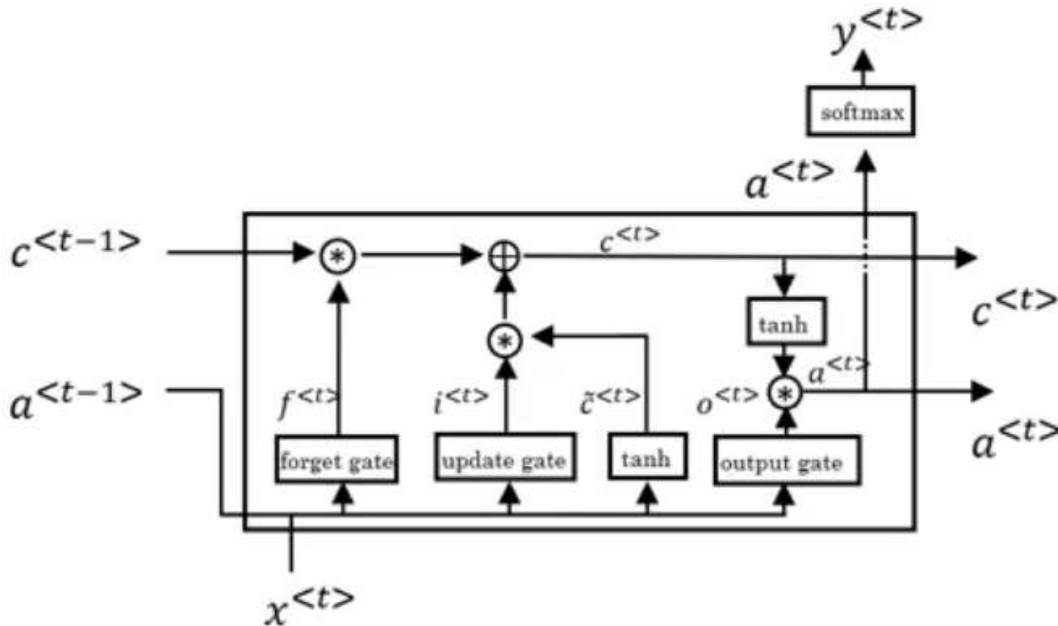 y<t>
softmax
a<t>
c<t−1>
c<t>
tanh
c<t>
a<t−1>
f<t>
i<t>
c̃<t>
o<t>
a<t>
a<t>
forget gate
update gate
tanh
output gate
x<t>